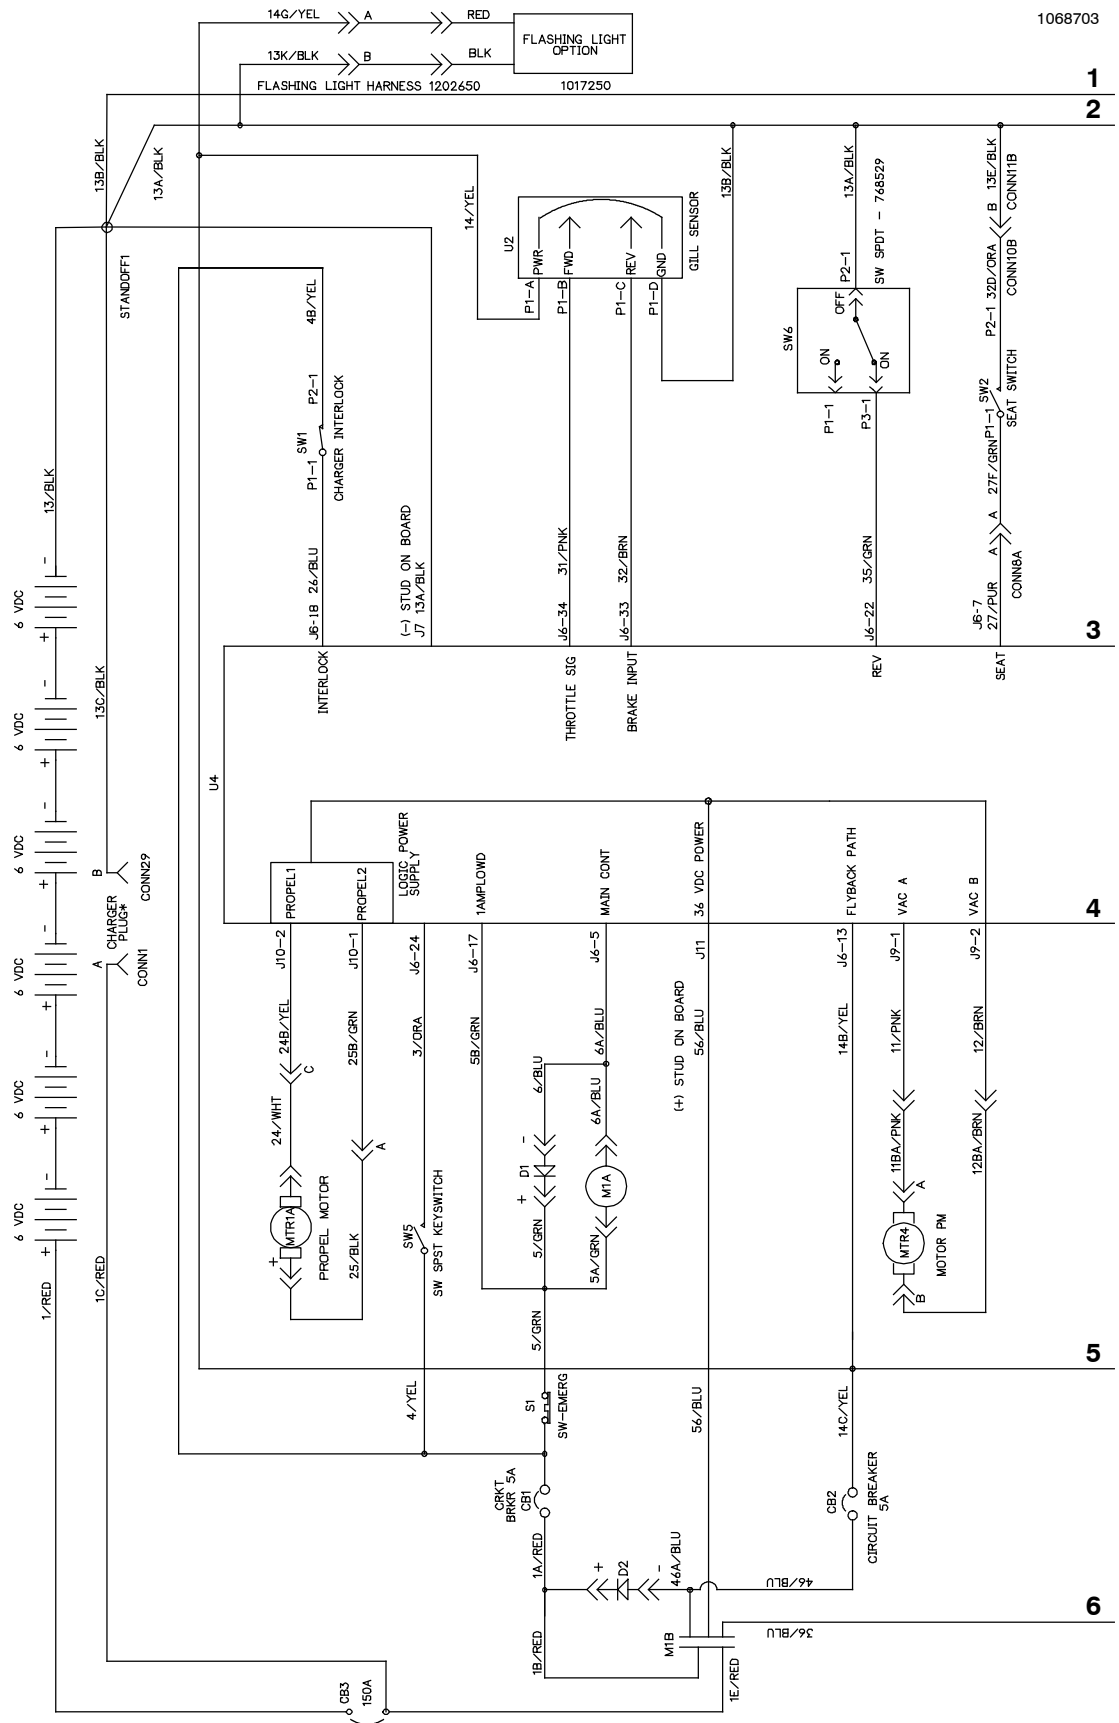 1068703
14G/YEL
A
RED
FLASHING LIGHT
OPTION
13K/BLK
B
BLK
FLASHING LIGHT HARNESS 1202650
1017250
1
2
13B/BLK
13A/BLK
STANDOFF1
14/YEL
U2
PWR
FWD
REV
GND
GILL SENSOR
P1-A
P1-B
P1-C
P1-D
13B/BLK
13A/BLK
SW SPDT - 768529
P2-1
OFF
SW6
ON
ON
P1-1
P3-1
13E/BLK
CONN11B
B
CONN10B
32D/ORA
P2-1
SW2
SEAT SWITCH
P1-1
27F/GRN
A
A
CONN8A
27/PUR
J6-7
4B/YEL
P2-1
SW1
CHARGER INTERLOCK
P1-1
26/BLU
J6-18
(-) STUD ON BOARD
J7 13A/BLK
31/PNK
J6-34
32/BRN
J6-33
35/GRN
J6-22
3
INTERLOCK
THROTTLE SIG
BRAKE INPUT
REV
SEAT
U4
13/BLK
13C/BLK
6 VDC
-
+
6 VDC
-
+
6 VDC
-
+
6 VDC
-
+
6 VDC
-
+
6 VDC
-
+
B
CONN29
CHARGER
PLUG*
A
CONN1
1/RED
1C/RED
PROPEL1
PROPEL2
LOGIC POWER
SUPPLY
1AMPLOWD
MAIN CONT
36 VDC POWER
FLYBACK PATH
VAC A
VAC B
4
J10-2
J10-1
J6-24
J6-17
J6-5
J11
J6-13
J9-1
J9-2
24B/YEL
25B/GRN
3/ORA
5B/GRN
6A/BLU
(+) STUD ON BOARD
56/BLU
14B/YEL
11/PNK
12/BRN
C
24/WHT
A
6/BLU
6A/BLU
-
D1
+
M1A
11BA/PNK
12BA/BRN
A
MTR1A
+
PROPEL MOTOR
25/BLK
SW5
SW SPST KEYSWITCH
5/GRN
5A/GRN
MTR4
MOTOR PM
B
5/GRN
5
4/YEL
S1
SW-EMERG
56/BLU
14C/YEL
CRKT
BRKR 5A
CB1
CB2
CIRCUIT BREAKER
5A
1A/RED
+
D2
-
46A/BLU
46/BLU
1B/RED
M1B
36/BLU
6
1E/RED
CB3
150A